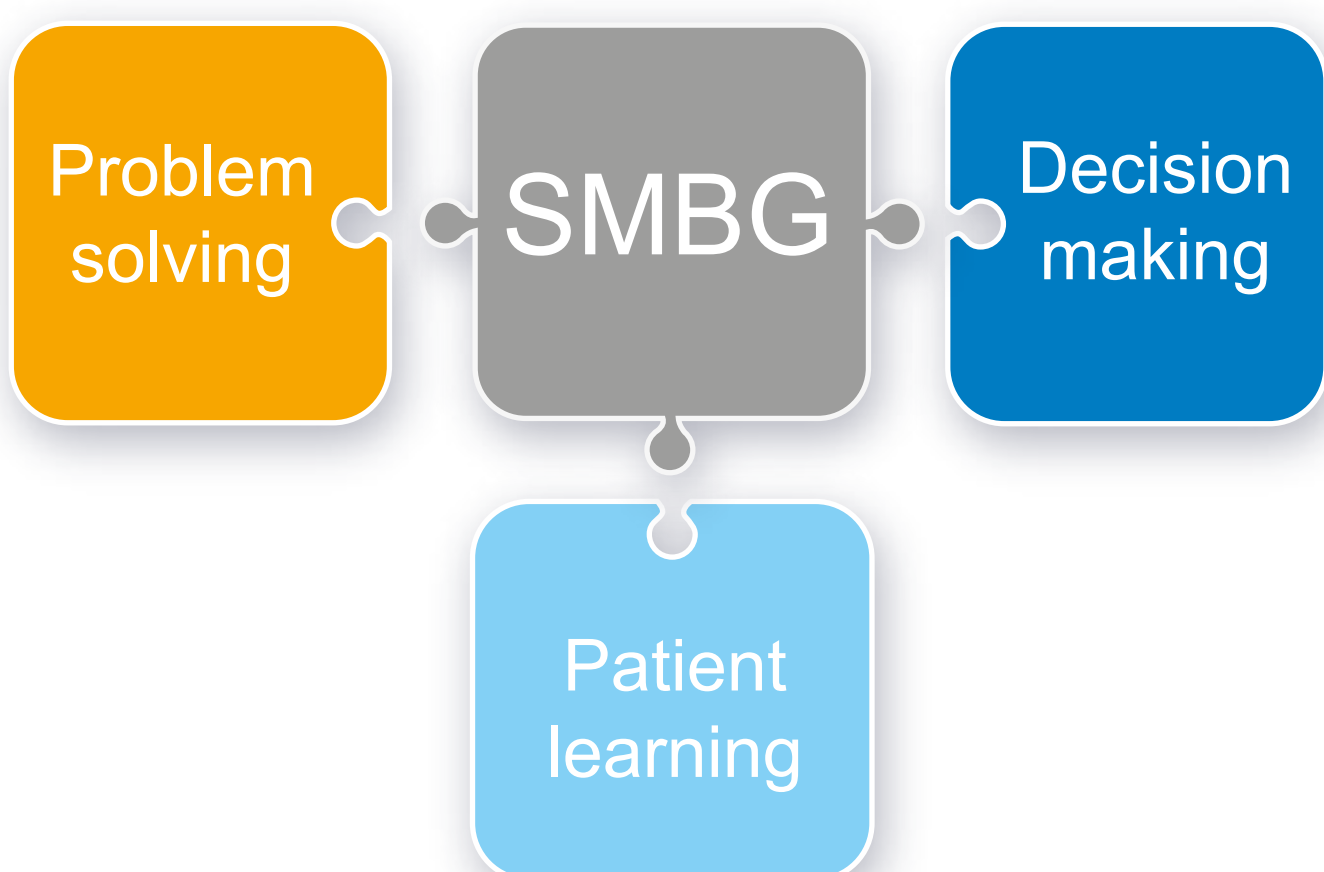 Problem
solving
SMBG
Decision
making
Patient
learning